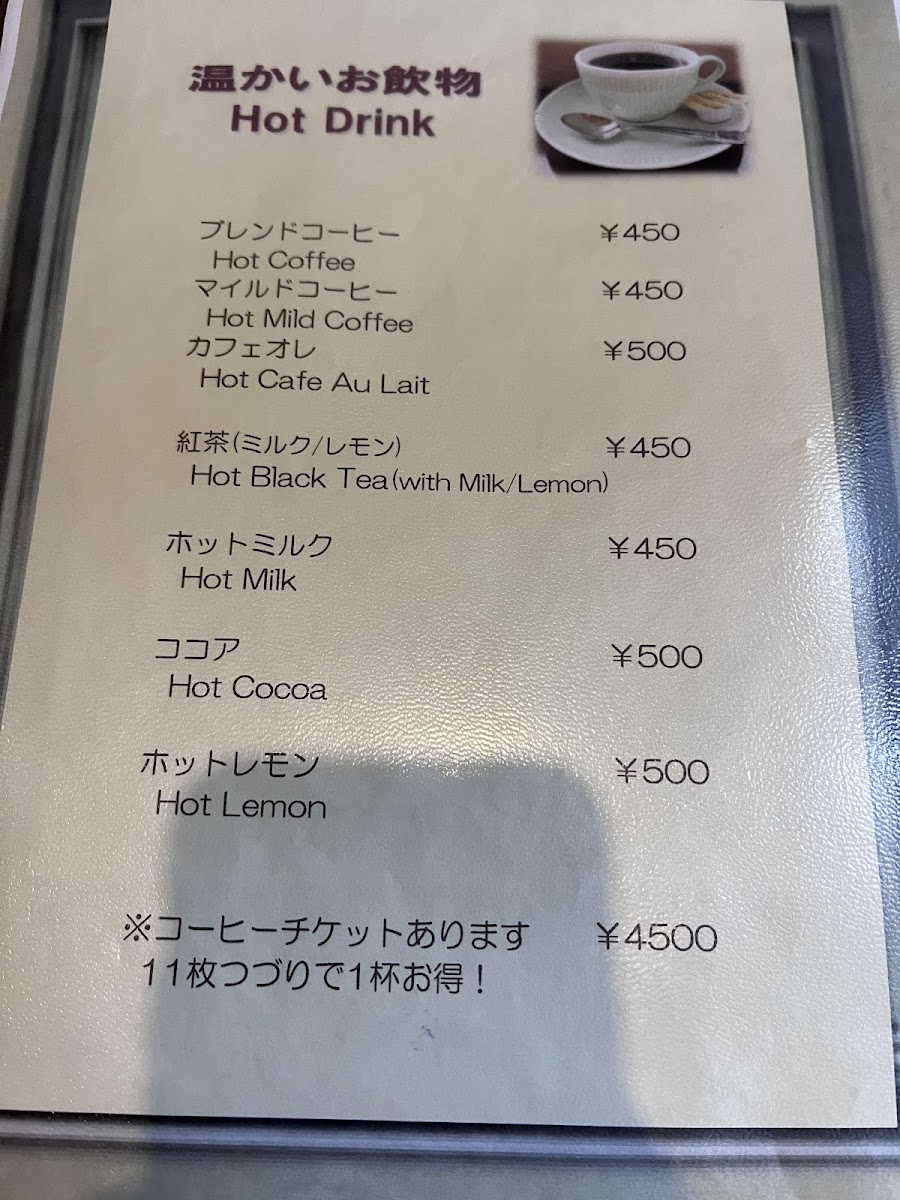 温かいお飲物
Hot Drink
ブレンドコーヒー ¥450
Hot Coffee
マイルドコーヒー ¥450
Hot Mild Coffee
カフェオレ ¥500
Hot Cafe Au Lait
紅茶(ミルク/レモン) ¥450
Hot Black Tea(with Milk/Lemon)
ホットミルク ¥450
Hot Milk
ココア ¥500
Hot Cocoa
ホットレモン ¥500
Hot Lemon
※コーヒーチケットあります ¥4500
11枚つづりで1杯お得！